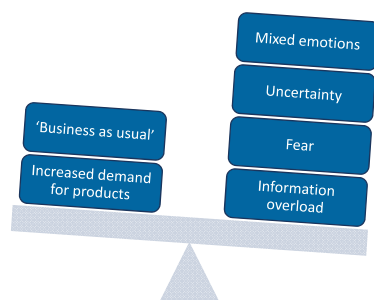 'Business as usual'
Increased demand
for products
Mixed emotions
Uncertainty
Fear
Information
overload